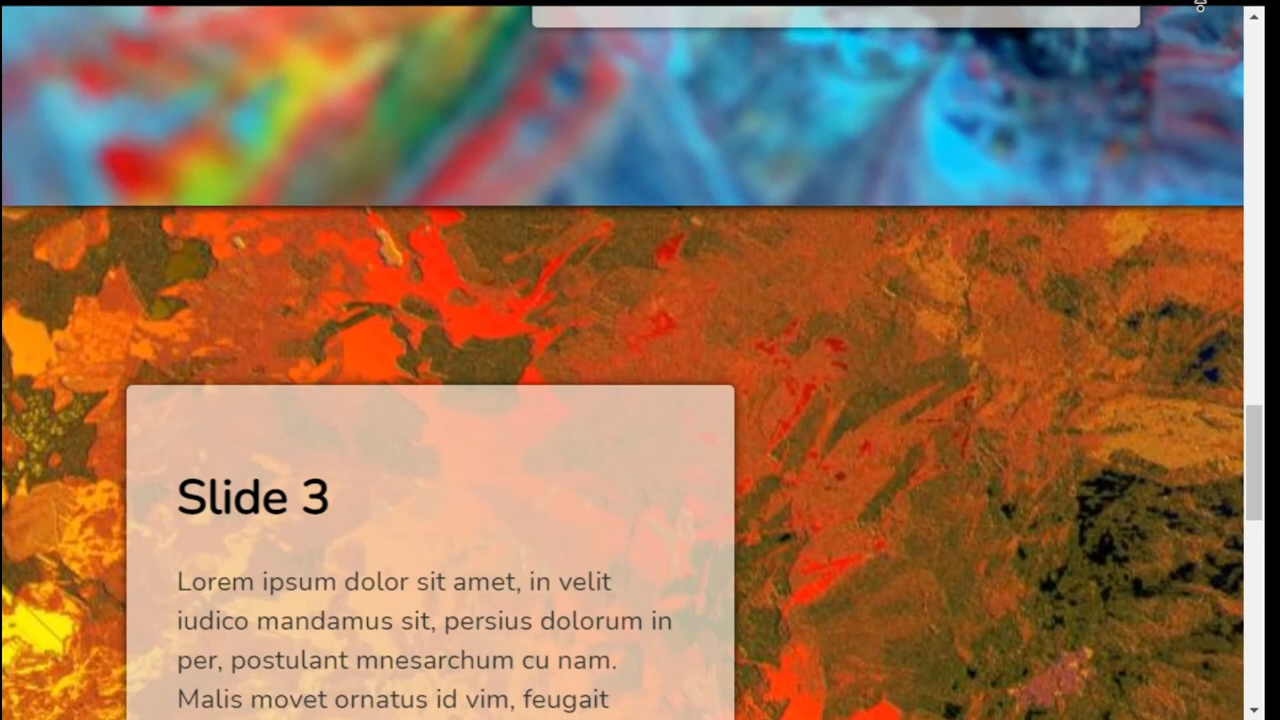 Slide 3
Lorem ipsum dolor sit amet, in velit
iudico mandamus sit, persius dolorum in
per, postulant mnesarchum cu nam.
Malis movet ornatus id vim, feugait